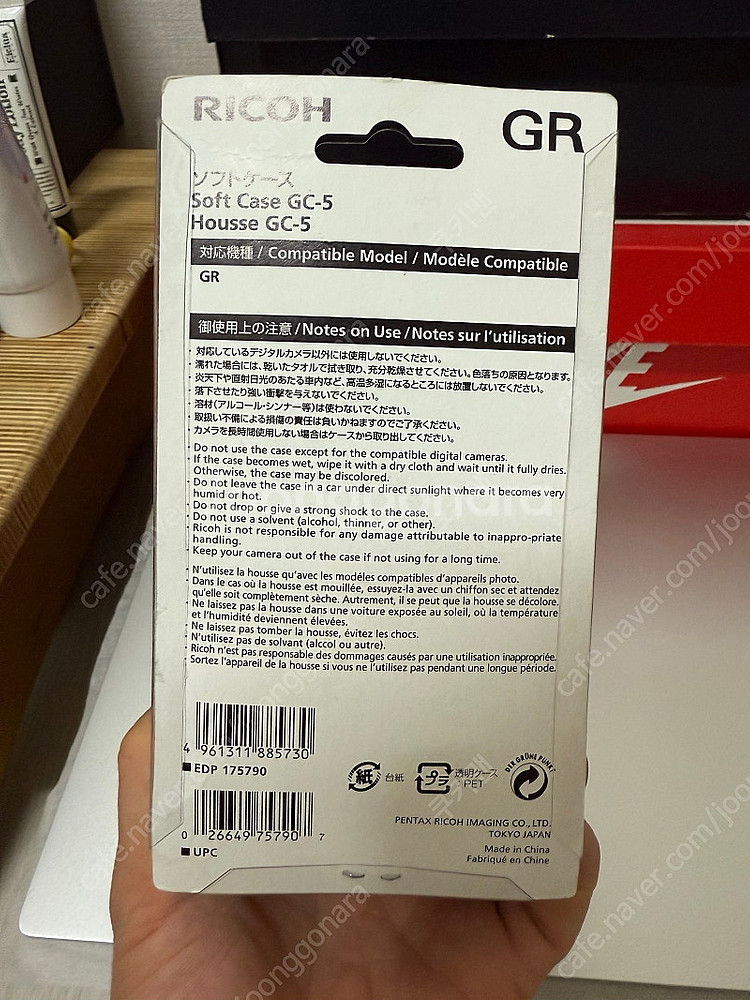 RICOH
GR
ソフトケース
Soft Case GC-5
Housse GC-5
対応機種 / Compatible Model / Modèle Compatible
GR
御使用上の注意 / Notes on Use / Notes sur l'utilisation
・対応しているデジタルカメラ以外には使用しないでください。
・濡れた場合には、乾いたタオルで拭き取り、充分乾燥させてください。色落ちの原因となります。
・炎天下や直射日光のあたる車内など、高温多湿になるところには放置しないでください。
・落下させたり強い衝撃を与えないでください。
・溶材(アルコール・シンナー等)は使わないでください。
・取扱い不備による損傷の責任は負いかねますのでご了承ください。
・カメラを長時間使用しない場合はケースから取り出してください。
· Do not use the case except for the compatible digital cameras.
· If the case becomes wet, wipe it with a dry cloth and wait until it fully dries.
Otherwise, the case may be discolored.
· Do not leave the case in a car under direct sunlight where it becomes very
humid or hot.
· Do not drop or give a strong shock to the case.
· Do not use a solvent (alcohol, thinner, or other).
· Ricoh is not responsible for any damage attributable to inappro-priate
handling.
· Keep your camera out of the case if not using for a long time.
· N'utilisez la housse qu'avec les modéles compatibles d'appareils photo.
· Dans le cas où la housse est mouillée, essuyez-la avec un chiffon sec et attendez
qu'elle soit complètement sèche. Autrement, il se peut que la housse se décolore.
· Ne laissez pas la housse dans une voiture exposée au soleil, où la température
et l'humidité deviennent élevées.
· Ne laissez pas tomber la housse, évitez les chocs.
· N'utilisez pas de solvant (alccol ou autre).
· Ricoh n'est pas responsable des dommages causés par une utilisation inappropriée.
· Sortez l'appareil de la housse si vous ne l'utilisez pas pendant une longue période.
4 961311 885730
■ EDP 175790
0 26649 75790 7
■ UPC
紙 台紙
プラ 透明ケース
:PET
DER GRÜNE PUNKT
PENTAX RICOH IMAGING CO., LTD.
TOKYO JAPAN
Made in China
Fabriqué en Chine
cafe.naver.com/joonggonara